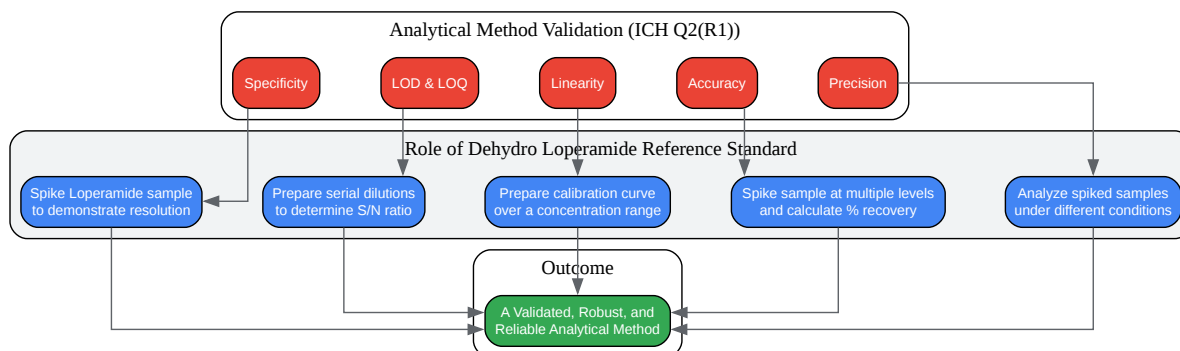 Analytical Method Validation (ICH Q2(R1))
Specificity
LOD & LOQ
Linearity
Accuracy
Precision
Role of Dehydro Loperamide Reference Standard
Spike Loperamide sample
to demonstrate resolution
Prepare serial dilutions
to determine S/N ratio
Prepare calibration curve
over a concentration range
Spike sample at multiple levels
and calculate % recovery
Analyze spiked samples
under different conditions
Outcome
A Validated, Robust, and
Reliable Analytical Method